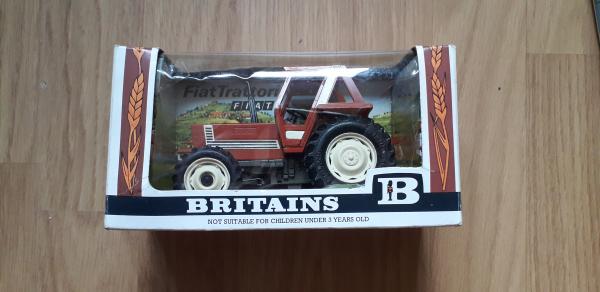 FiatTrattori
FIAT
B
BRITAINS
NOT SUITABLE FOR CHILDREN UNDER 3 YEARS OLD